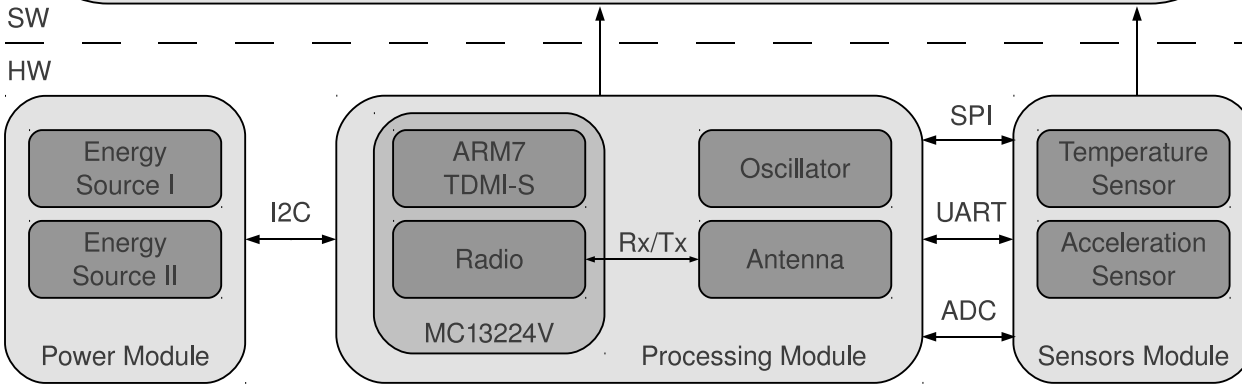 SW
HW
Energy
Source I
Energy
Source II
Power Module
I2C
ARM7
TDMI-S
Radio
MC13224V
Rx/Tx
Oscillator
Antenna
Processing Module
SPI
UART
ADC
Temperature
Sensor
Acceleration
Sensor
Sensors Module